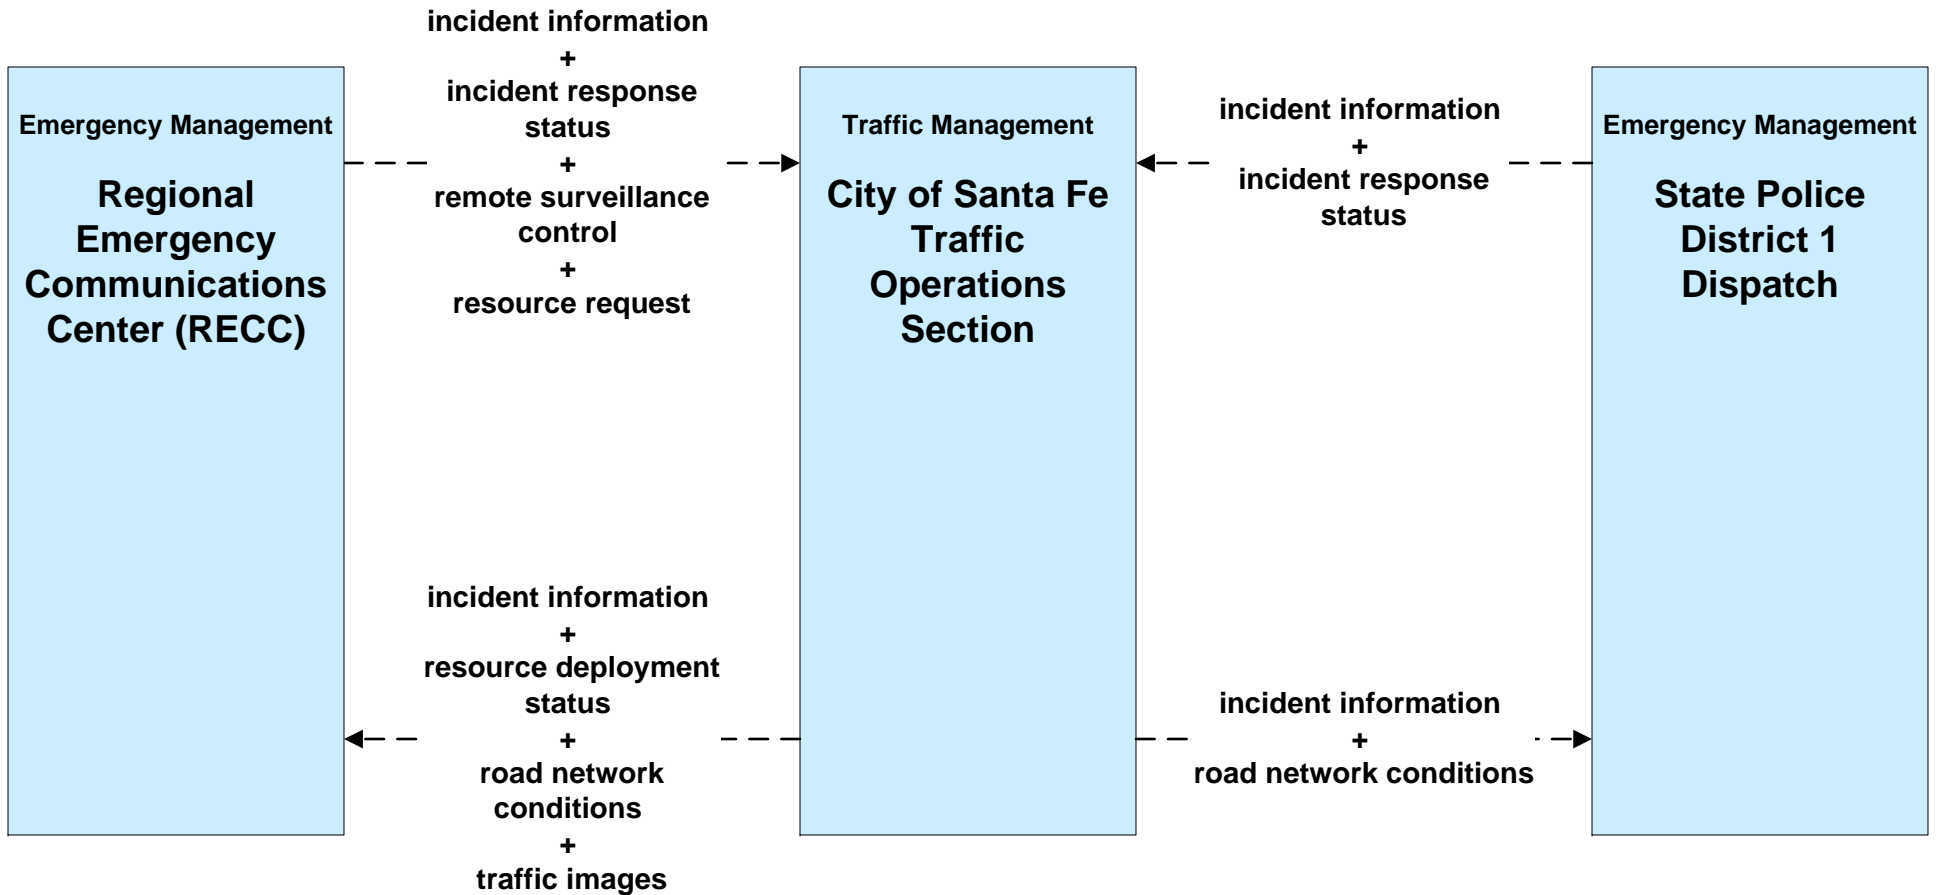 Emergency Management
Regional
Emergency
Communications
Center (RECC)
incident information
+
incident response
status
+
remote surveillance
control
+
resource request
incident information
+
resource deployment
status
+
road network
conditions
+
traffic images
Traffic Management
City of Santa Fe
Traffic
Operations
Section
incident information
+
incident response
status
incident information
+
road network conditions
Emergency Management
State Police
District 1
Dispatch